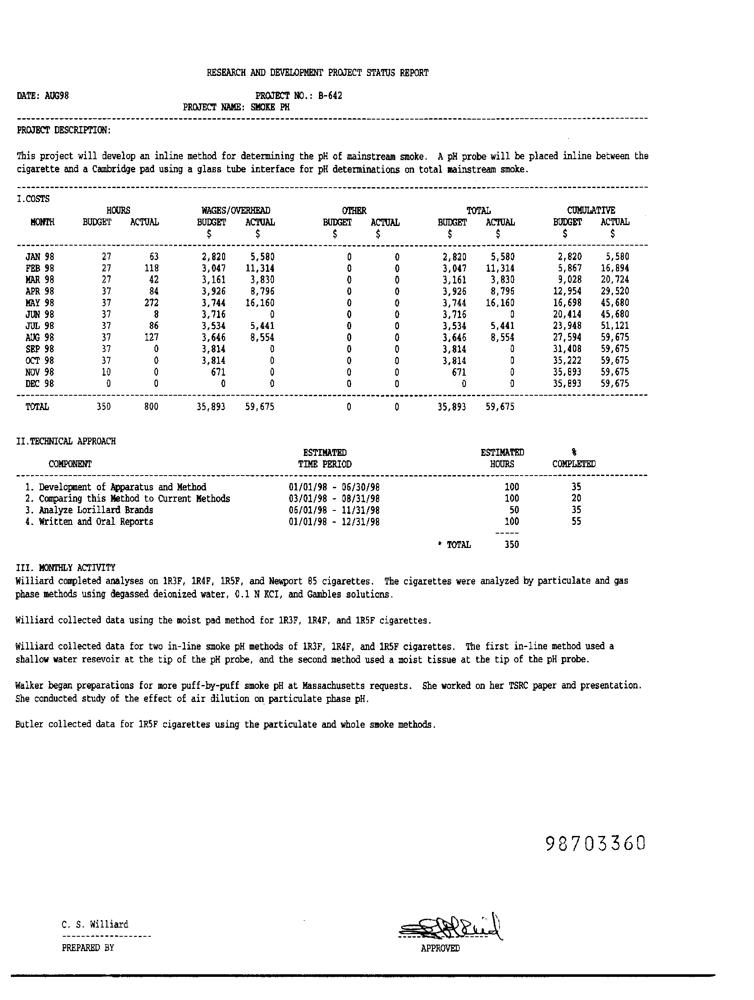 RESEARCH AND DEVELOPMENT PROJECT STATUS REPORT
DATE: AUG98 PROJECT NO.: B-642
PROJECT NAME: SMOKE PH
PROJECT DESCRIPTION:
This project will develop an inline method for determining the pH of mainstream smoke. A pH probe will be placed inline between the
cigarette and a Cambridge pad using a glass tube interface for pH determinations on total mainstream smoke.
I.COSTS
HOURS WAGES/OVERHEAD OTHER TOTAL CUMULATIVE
MONTH BUDGET ACTUAL BUDGET ACTUAL BUDGET ACTUAL BUDGET ACTUAL BUDGET ACTUAL
$ $ $ $ $ $ $ $
JAN 98 27 63 2,820 5,580 0 0 2,820 5,580 2,820 5,580
FEB 98 27 118 3,047 11,314 0 0 3,047 11,314 5,867 16,894
MAR 98 27 42 3,161 3,830 0 0 3,161 3,830 9,028 20,724
APR 98 37 84 3,926 8,796 0 0 3,926 8,796 12,954 29,520
MAY 98 37 272 3,744 16,160 0 0 3,744 16,160 16,698 45,680
JUN 98 37 8 3,716 0 0 0 3,716 0 20,414 45,680
JUL 98 37 86 3,534 5,441 0 0 3,534 5,441 23,948 51,121
AUG 98 37 127 3,646 8,554 0 0 3,646 8,554 27,594 59,675
SEP 98 37 0 3,814 0 0 0 3,814 0 31,408 59,675
OCT 98 37 0 3,814 0 0 0 3,814 0 35,222 59,675
NOV 98 10 0 671 0 0 0 671 0 35,893 59,675
DEC 98 0 0 0 0 0 0 0 0 35,893 59,675
TOTAL 350 800 35,893 59,675 0 0 35,893 59,675
II.TECHNICAL APPROACH
ESTIMATED ESTIMATED %
COMPONENT TIME PERIOD HOURS COMPLETED
1. Development of Apparatus and Method 01/01/98 - 06/30/98 100 35
2. Comparing this Method to Current Methods 03/01/98 - 08/31/98 100 20
3. Analyze Lorillard Brands 06/01/98 - 11/31/98 50 35
4. Written and Oral Reports 01/01/98 - 12/31/98 100 55
* TOTAL 350
III. MONTHLY ACTIVITY
Williard completed analyses on 1R3F, 1R4F, 1R5F, and Newport 85 cigarettes. The cigarettes were analyzed by particulate and gas
phase methods using degassed deionized water, 0.1 N KCI, and Gambles solutions.
Williard collected data using the moist pad method for 1R3F, 1R4F, and 1R5F cigarettes.
Williard collected data for two in-line smoke pH methods of 1R3F, 1R4F, and 1R5F cigarettes. The first in-line method used a
shallow water resevoir at the tip of the pH probe, and the second method used a moist tissue at the tip of the pH probe.
Walker began preparations for more puff-by-puff smoke pH at Massachusetts requests. She worked on her TSRC paper and presentation.
She conducted study of the effect of air dilution on particulate phase pH.
Butler collected data for 1R5F cigarettes using the particulate and whole smoke methods.
98703360
C. S. Williard
PREPARED BY APPROVED